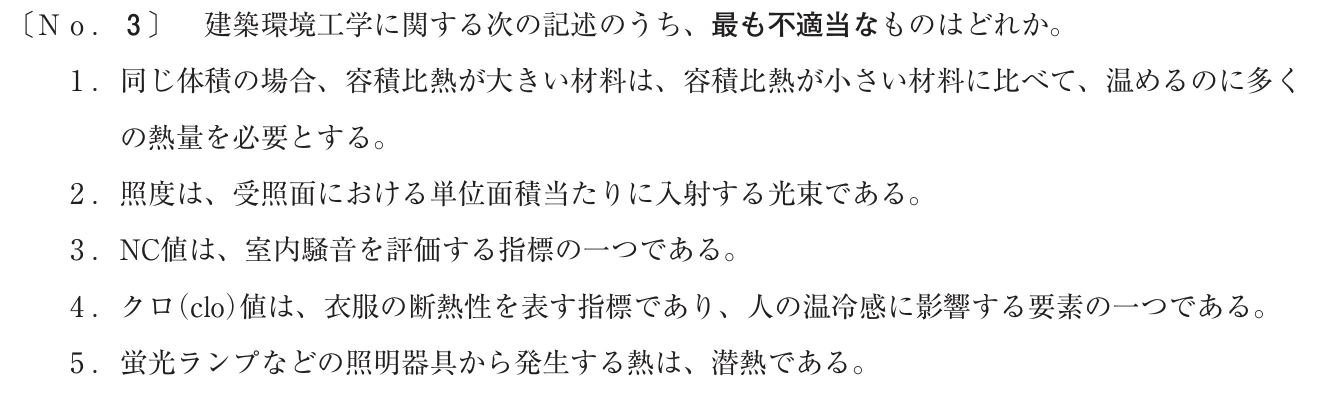 〔Ｎｏ． 3〕　建築環境工学に関する次の記述のうち、最も不適当なものはどれか。
１．同じ体積の場合、容積比熱が大きい材料は、容積比熱が小さい材料に比べて、温めるのに多く
の熱量を必要とする。
２．照度は、受照面における単位面積当たりに入射する光束である。
３．NC値は、室内騒音を評価する指標の一つである。
４．クロ(clo)値は、衣服の断熱性を表す指標であり、人の温冷感に影響する要素の一つである。
５．蛍光ランプなどの照明器具から発生する熱は、潜熱である。